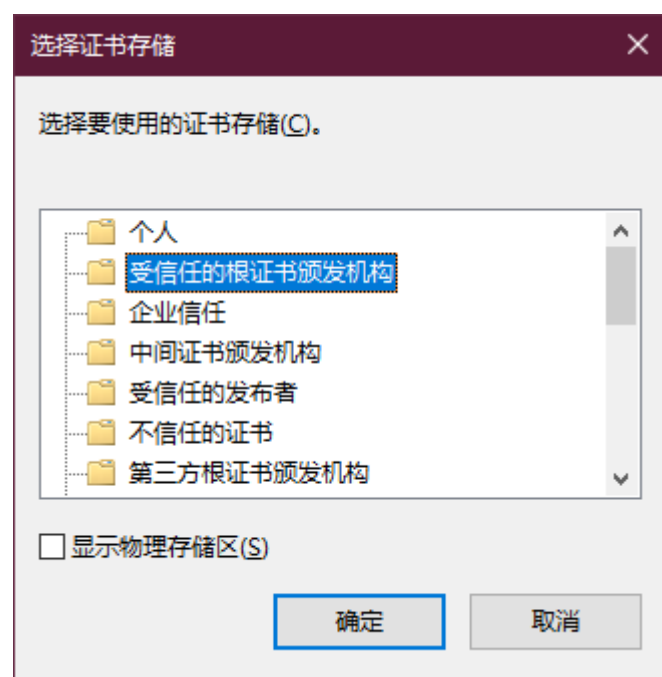 选择证书存储
选择要使用的证书存储(C)。
个人
受信任的根证书颁发机构
企业信任
中间证书颁发机构
受信任的发布者
不信任的证书
第三方根证书颁发机构
显示物理存储区(S)
确定 取消